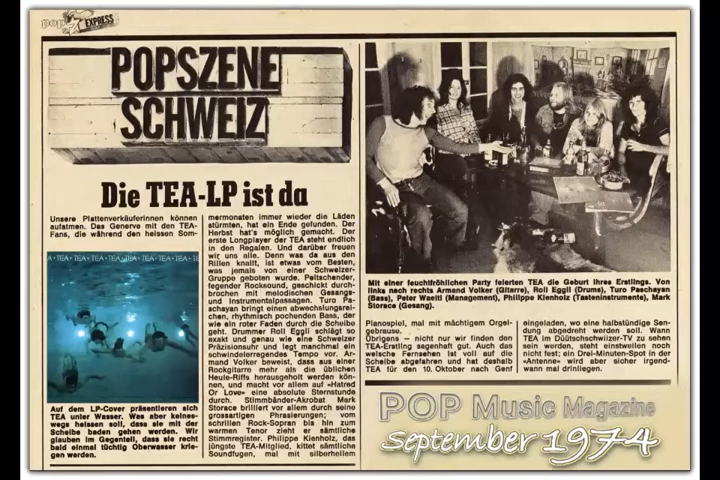 pop EXPRESS
POPSZENE
SCHWEIZ
Die TEA-LP ist da
Unsere Plattenverkäuferinnen können
aufatmen. Das Generve mit den TEA-
Fans, die während den heissen Som-
A • TEA • TEA • TEA • TEA • TEA • TEA •
Auf dem LP-Cover präsentieren sich
TEA unter Wasser. Was aber keines-
wegs heissen soll, dass sie mit der
Scheibe baden gehen werden. Wir
glauben im Gegenteil, dass sie recht
bald einmal tüchtig Oberwasser krie-
gen werden.
mermonaten immer wieder die Läden
stürmten, hat ein Ende gefunden. Der
Herbst hat's möglich gemacht. Der
erste Longplayer der TEA steht endlich
in den Regalen. Und darüber freuen
wir uns alle. Denn was da aus den
Rillen knallt, ist etwas vom Besten,
was jemals von einer Schweizer-
Gruppe geboten wurde. Peitschender,
fegender Rocksound, geschickt durch-
brochen mit melodischen Gesangs-
und Instrumentalpassagen. Turo Pa-
schayan bringt einen abwechslungsrei-
chen, rhythmisch pochenden Bass, der
wie ein roter Faden durch die Scheibe
geht. Drummer Roll Eggli schlägt so
exakt und genau wie eine Schweizer
Präzisionsuhr und legt manchmal ein
schwindelerregendes Tempo vor. Ar-
mand Volker beweist, dass aus einer
Rockgitarre mehr als die üblichen
Heule-Riffs herausgeholt werden kön-
nen, und macht vor allem auf «Hatred
Or Love» eine absolute Sternstunde
durch. Stimmbänder-Akrobat Mark
Storace brilliert vor allem durch seine
grossartigen Phrasierungen; vom
schrillen Rock-Sopran bis hin zum
warmen Tenor zieht er sämtliche
Stimmregister. Philippe Kienholz, das
jüngste TEA-Mitglied, kittet sämtliche
Soundfugen, mal mit silberhellem
Mit einer feuchtfröhlichen Party feierten TEA die Geburt ihres Erstlings. Von
links nach rechts Armand Volker (Gitarre), Roll Eggli (Drums), Turo Paschayan
(Bass), Peter Waelti (Management), Philippe Kienholz (Tasteninstrumente), Mark
Storace (Gesang).
Pianospiel, mal mit mächtigem Orgel-
gebrause.
Übrigens — nicht nur wir finden den
TEA-Erstling sagenhaft gut. Auch das
welsche Fernsehen ist voll auf die
Scheibe abgefahren und hat deshalb
TEA für den 10. Oktober nach Genf
eingeladen, wo eine halbstündige Sen-
dung abgedreht werden soll. Wann
TEA im Düütschschwiizer-TV zu sehen
sein werden, steht einstweilen noch
nicht fest; ein Drei-Minuten-Spot in der
«Antenne» wird aber sicher irgend-
wann mal drinliegen.
POP Music Magazine
september 1974